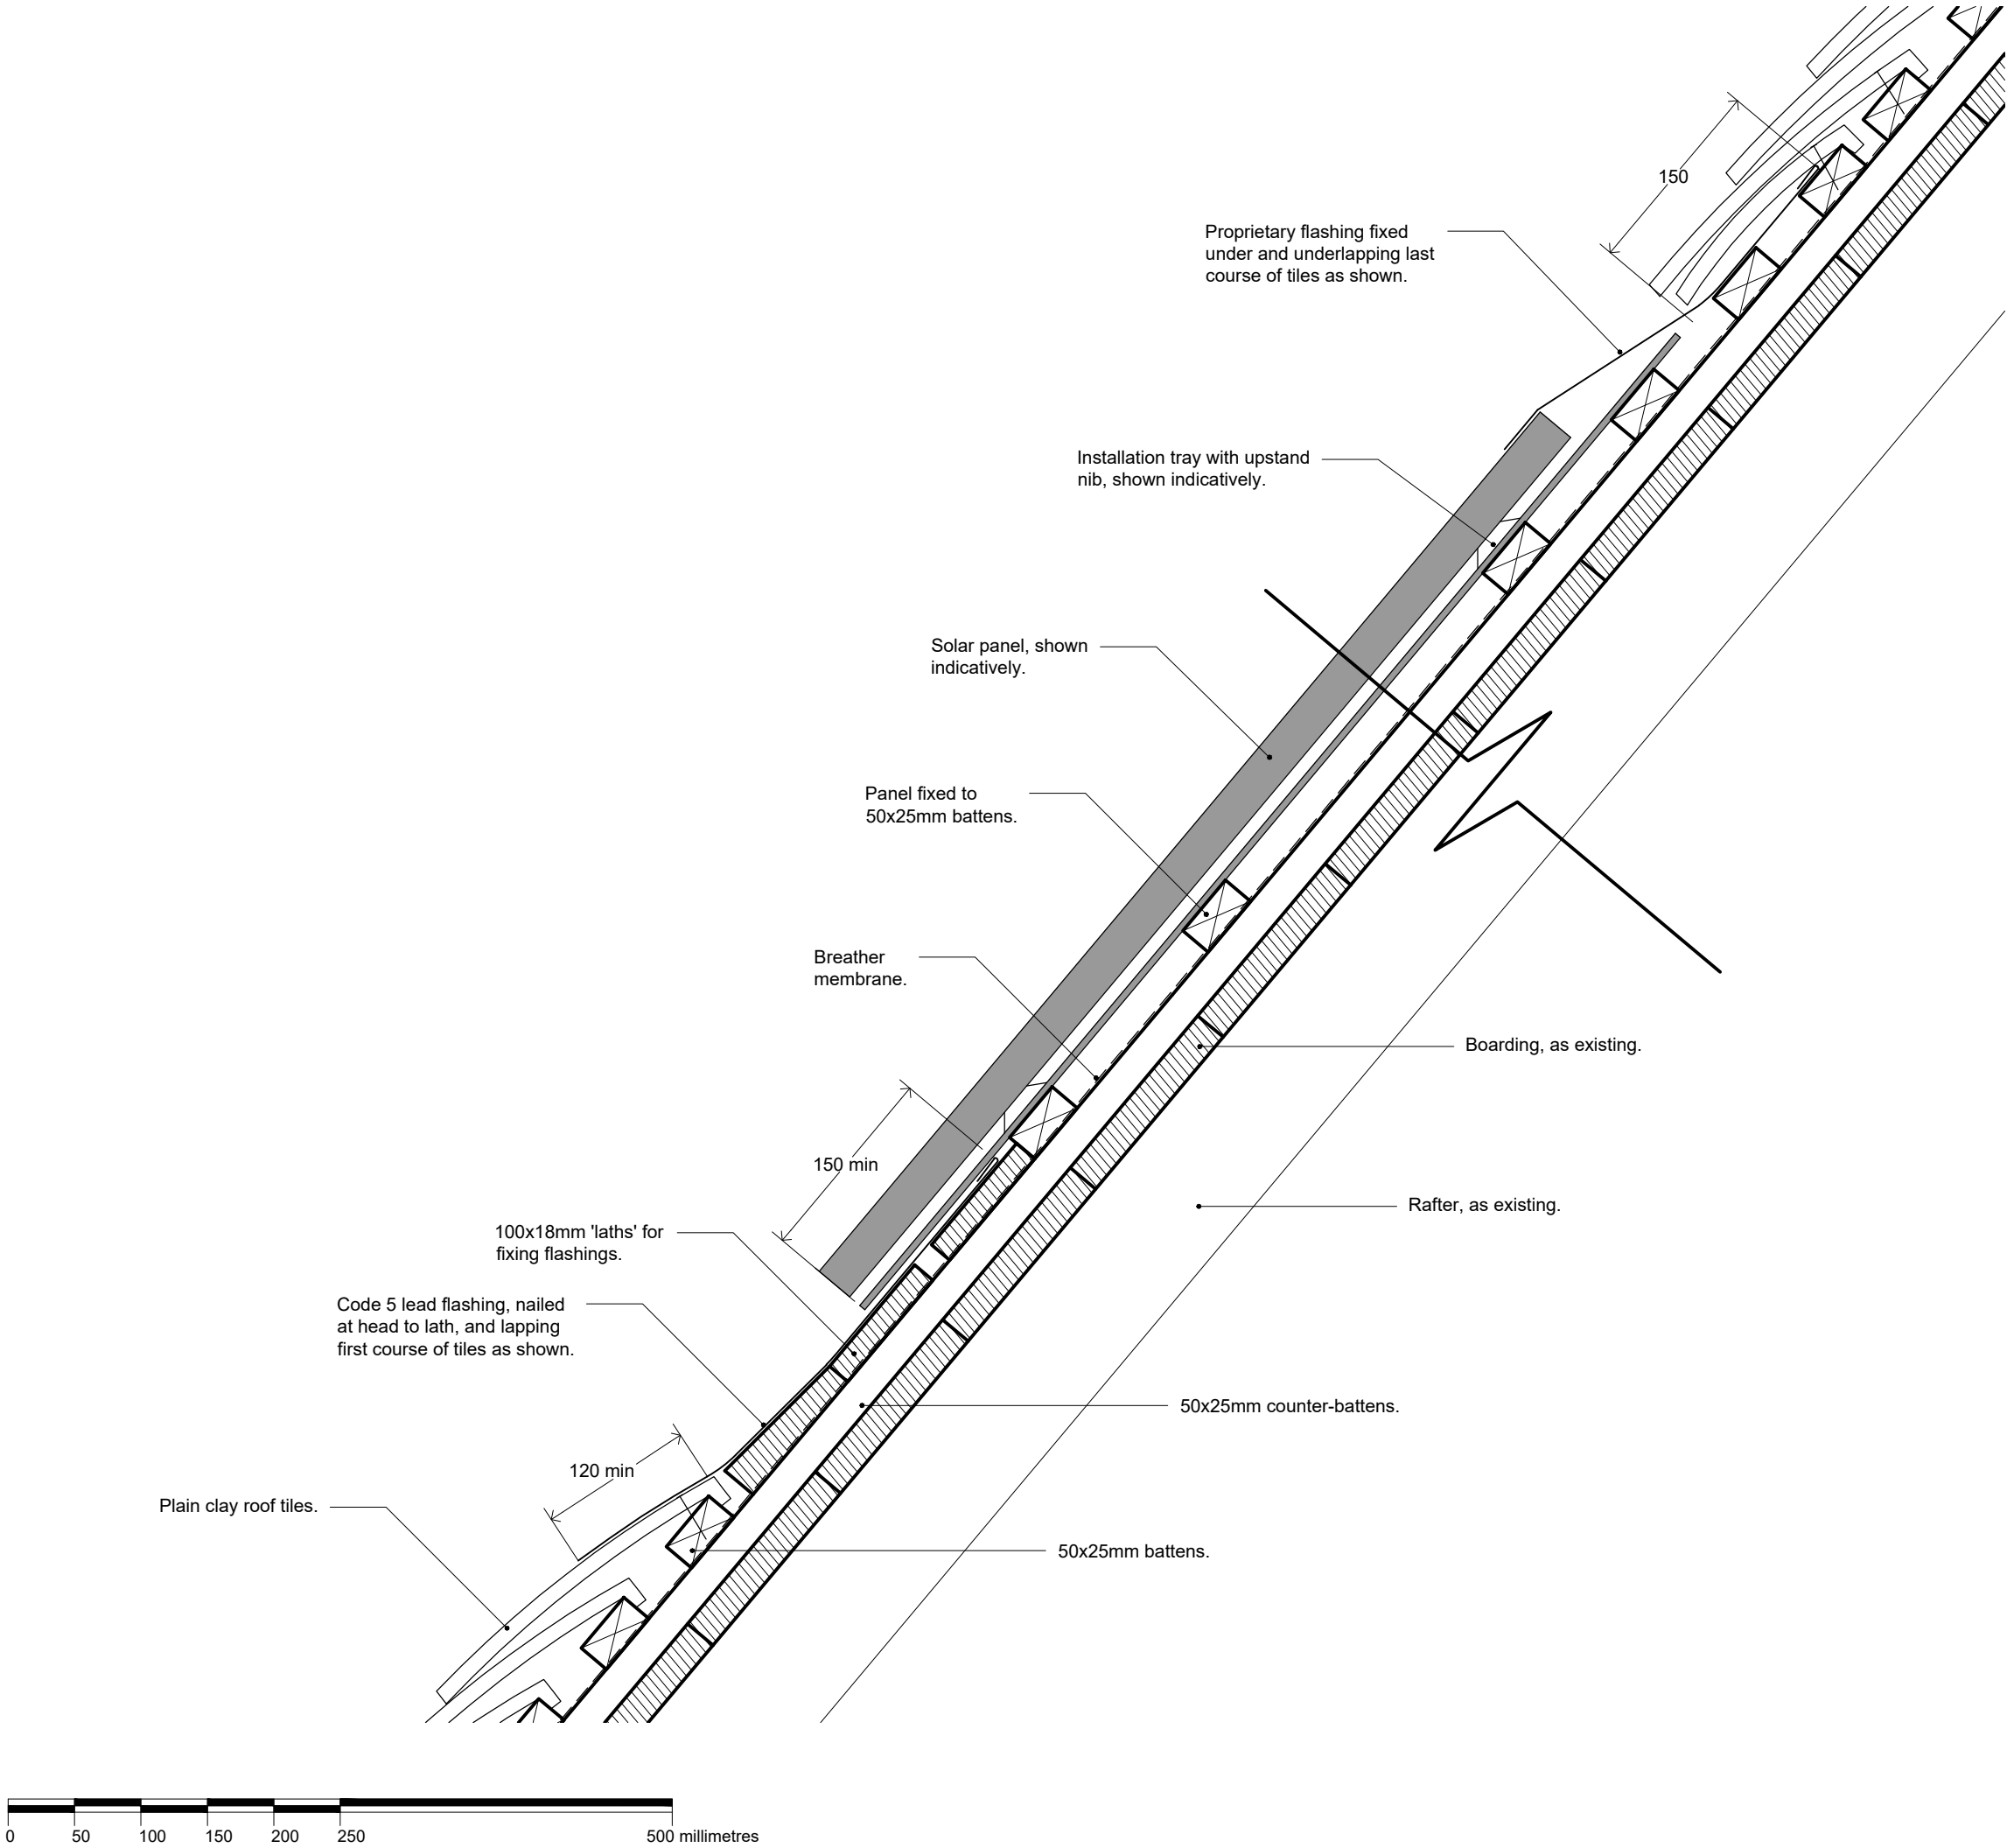 150
Proprietary flashing fixed
under and underlapping last
course of tiles as shown.
Installation tray with upstand
nib, shown indicatively.
Solar panel, shown
indicatively.
Panel fixed to
50x25mm battens.
Breather
membrane.
Boarding, as existing.
150 min
Rafter, as existing.
100x18mm 'laths' for
fixing flashings.
Code 5 lead flashing, nailed
at head to lath, and lapping
first course of tiles as shown.
50x25mm counter-battens.
120 min
Plain clay roof tiles.
50x25mm battens.
0 50 100 150 200 250 500 millimetres